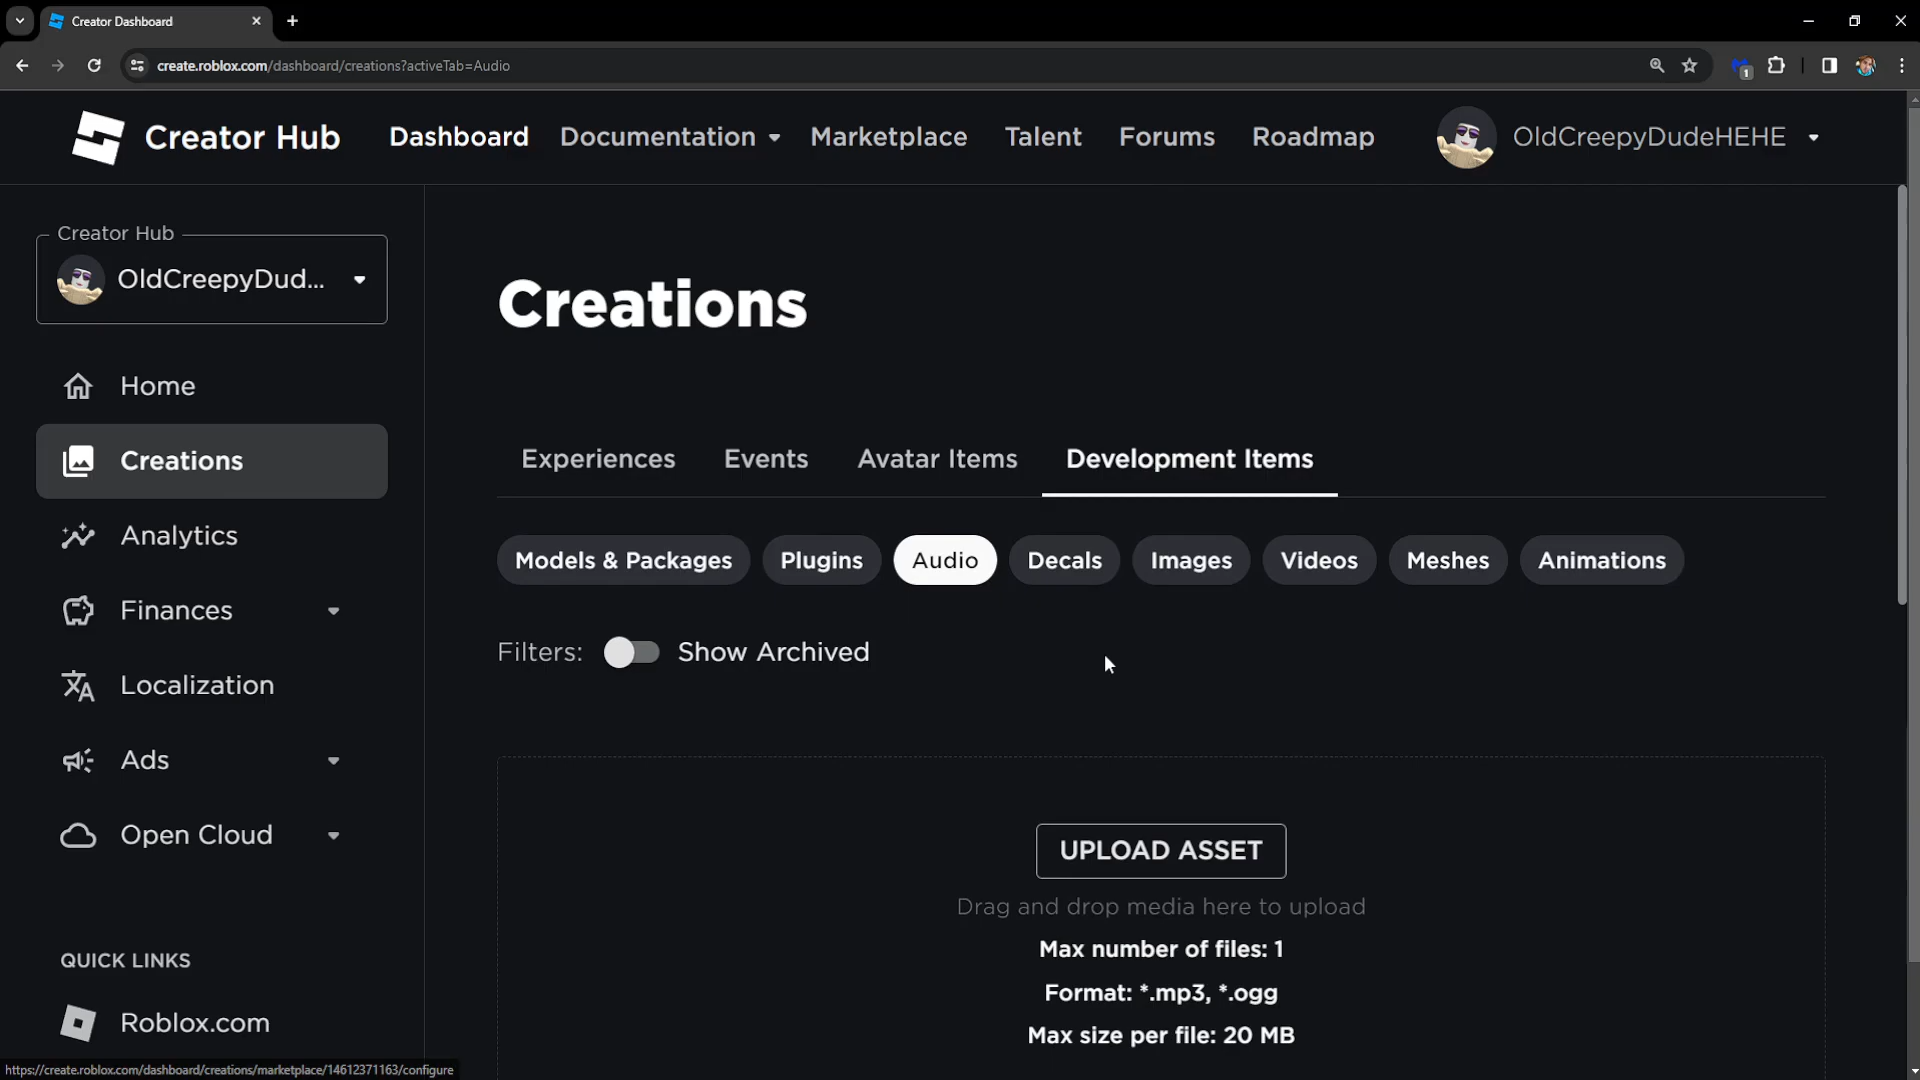 Creator Dashboard
create.roblox.com/dashboard/creations?activeTab=Audio
1
Creator Hub
Dashboard
Documentation
Marketplace
Talent
Forums
Roadmap
OldCreepyDudeHEHE
Creator Hub
OldCreepyDud...
Home
Creations
Analytics
Finances
Localization
Ads
Open Cloud
QUICK LINKS
Roblox.com
Creations
Experiences
Events
Avatar Items
Development Items
Models & Packages
Plugins
Audio
Decals
Images
Videos
Meshes
Animations
Filters:
Show Archived
UPLOAD ASSET
Drag and drop media here to upload
Max number of files: 1
Format: *.mp3, *.ogg
Max size per file: 20 MB
https://create.roblox.com/dashboard/creations/marketplace/14612371163/configure